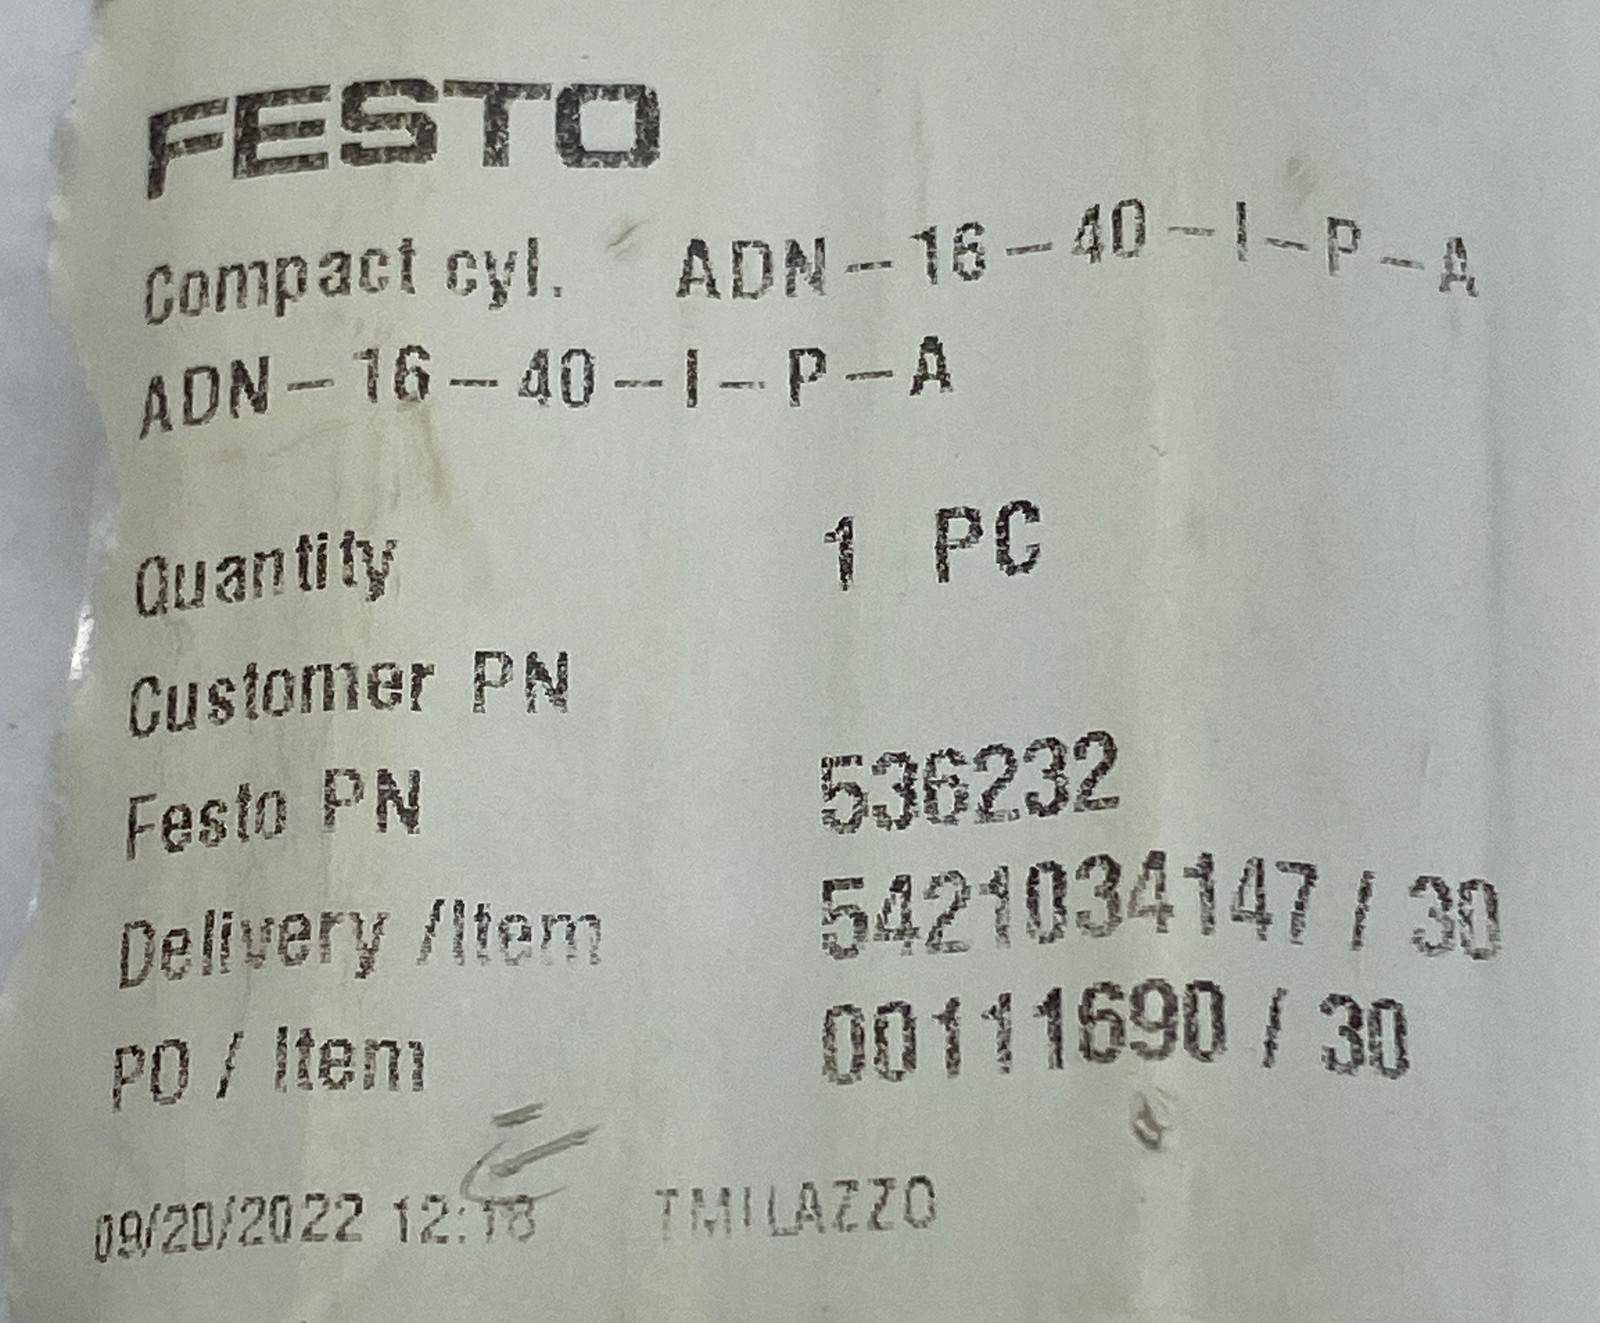 FESTO
Compact cyl. ADN-16-40-I-P-A
ADN-16-40-I-P-A
Quantity 1 PC
Customer PN
Festo PN 536232
Delivery /Item 5421034147 / 30
PO / Item 00111690 / 30
09/20/2022 12:18 TMILAZZO